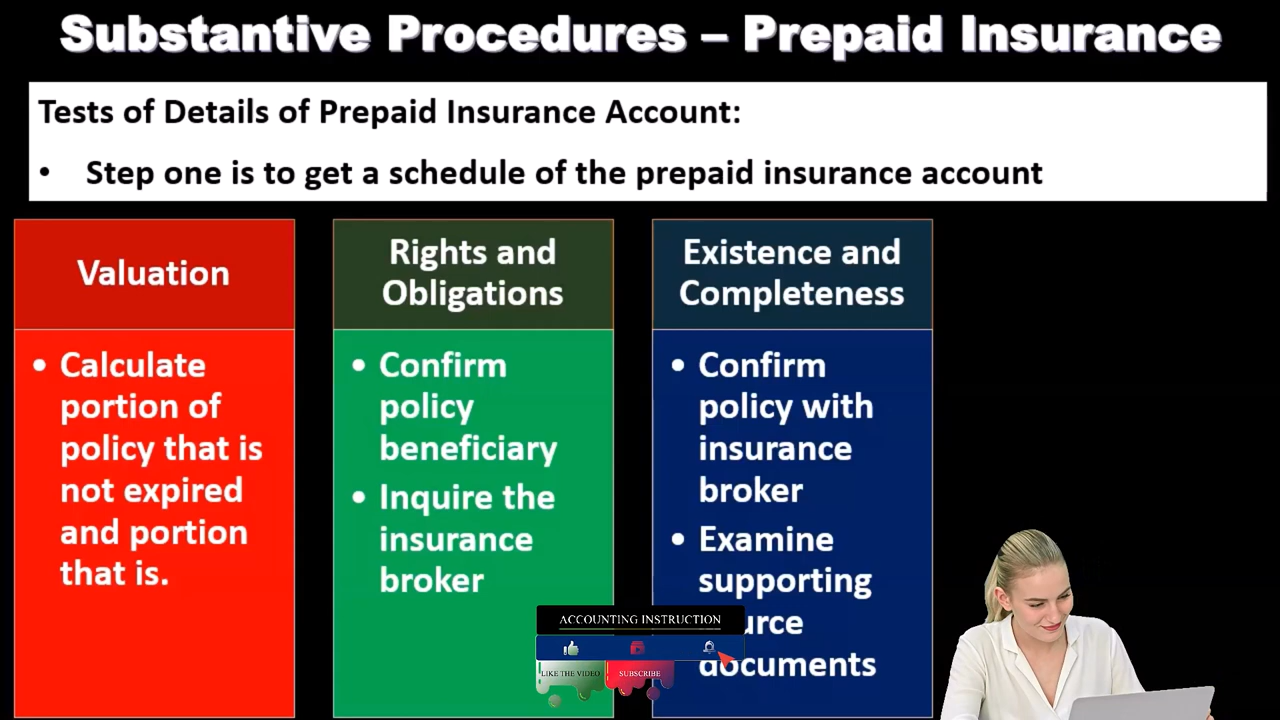 Substantive Procedures – Prepaid Insurance
Tests of Details of Prepaid Insurance Account:
• Step one is to get a schedule of the prepaid insurance account
Valuation
• Calculate
portion of
policy that is
not expired
and portion
that is.
Rights and
Obligations
• Confirm
policy
beneficiary
• Inquire the
insurance
broker
Existence and
Completeness
• Confirm
policy with
insurance
broker
• Examine
supporting
urce
documents
ACCOUNTING INSTRUCTION
LIKE THE VIDEO
SUBSCRIBE